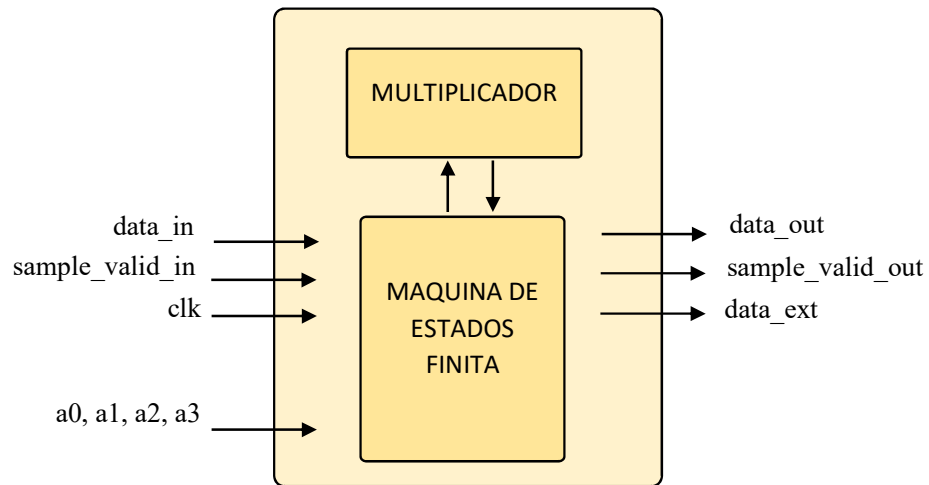 MULTIPLICADOR
data_in
sample_valid_in
clk
a0, a1, a2, a3
MAQUINA DE
ESTADOS
FINITA
data_out
sample_valid_out
data_ext